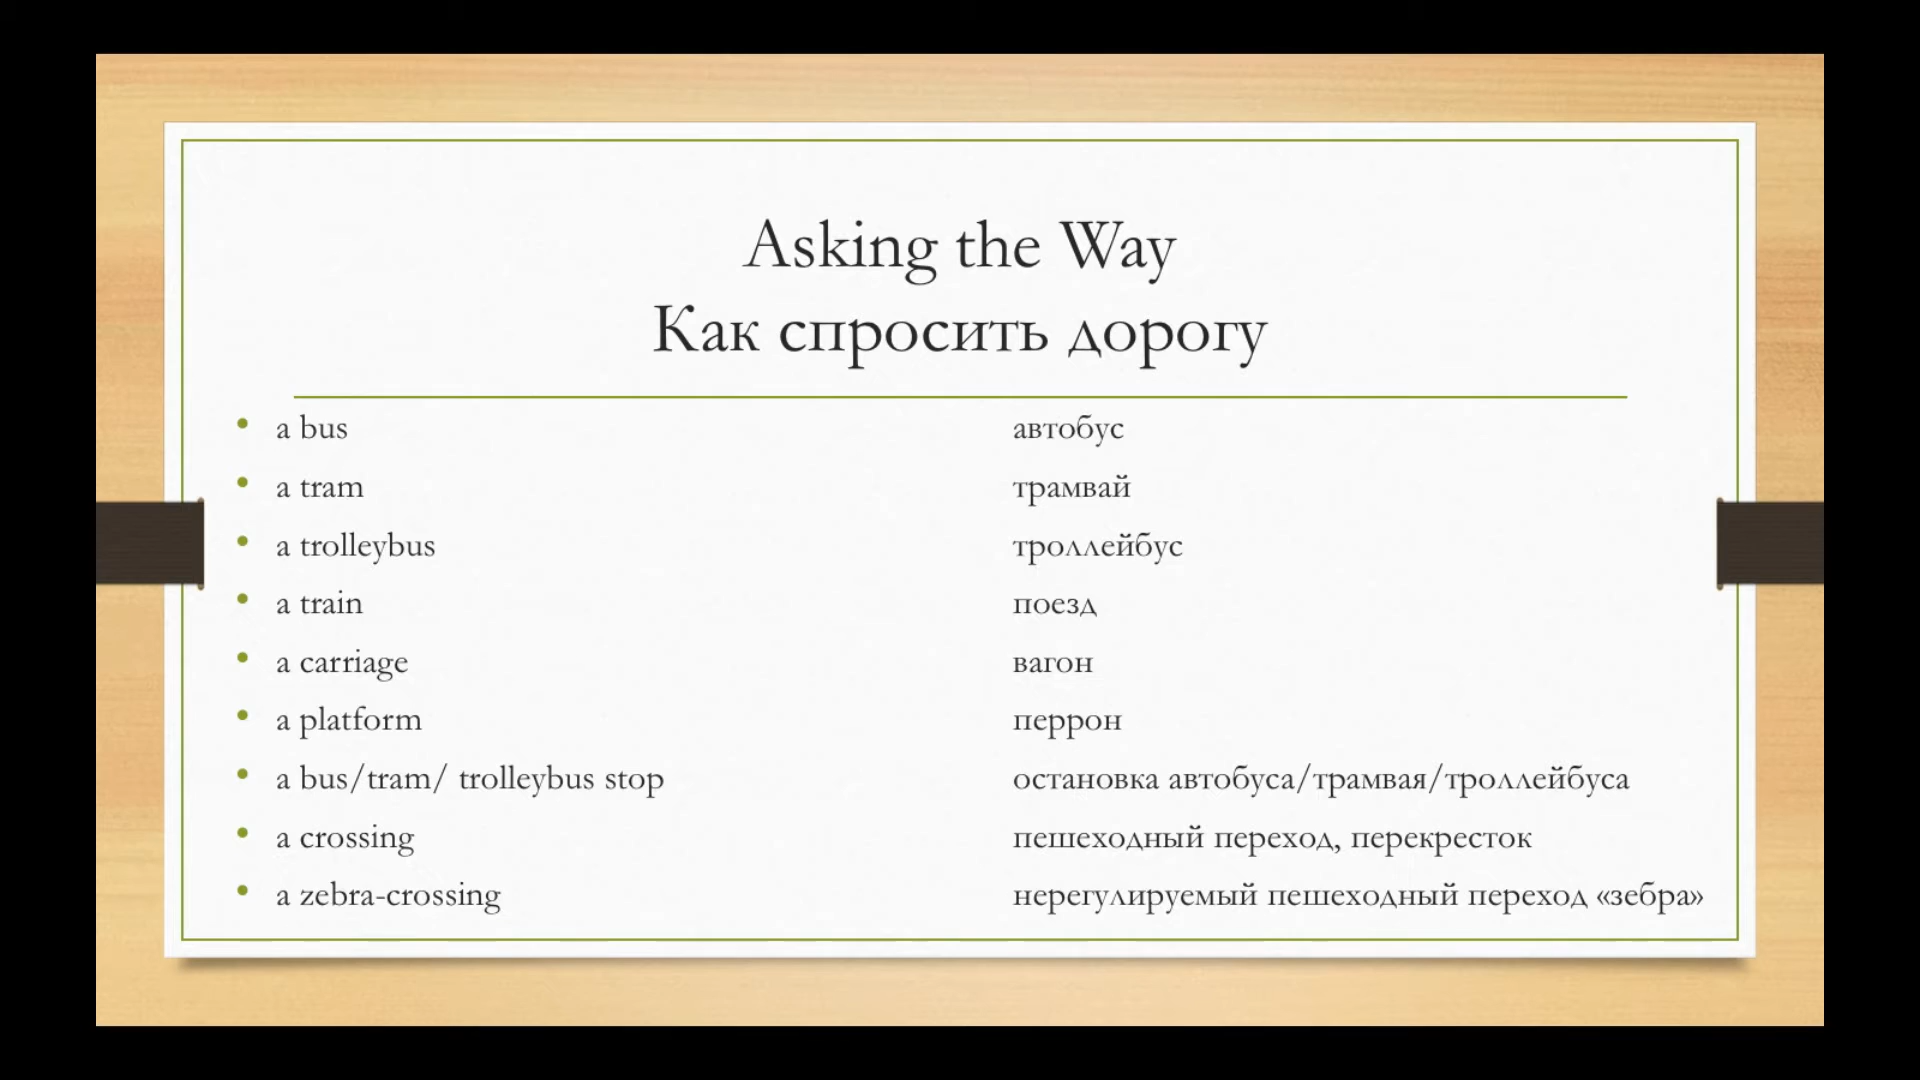 Asking the Way
Как спросить дорогу
• a bus автобус
• a tram трамвай
• a trolleybus троллейбус
• a train поезд
• a carriage вагон
• a platform перрон
• a bus/tram/ trolleybus stop остановка автобуса/трамвая/троллейбуса
• a crossing пешеходный переход, перекресток
• a zebra-crossing нерегулируемый пешеходный переход «зебра»